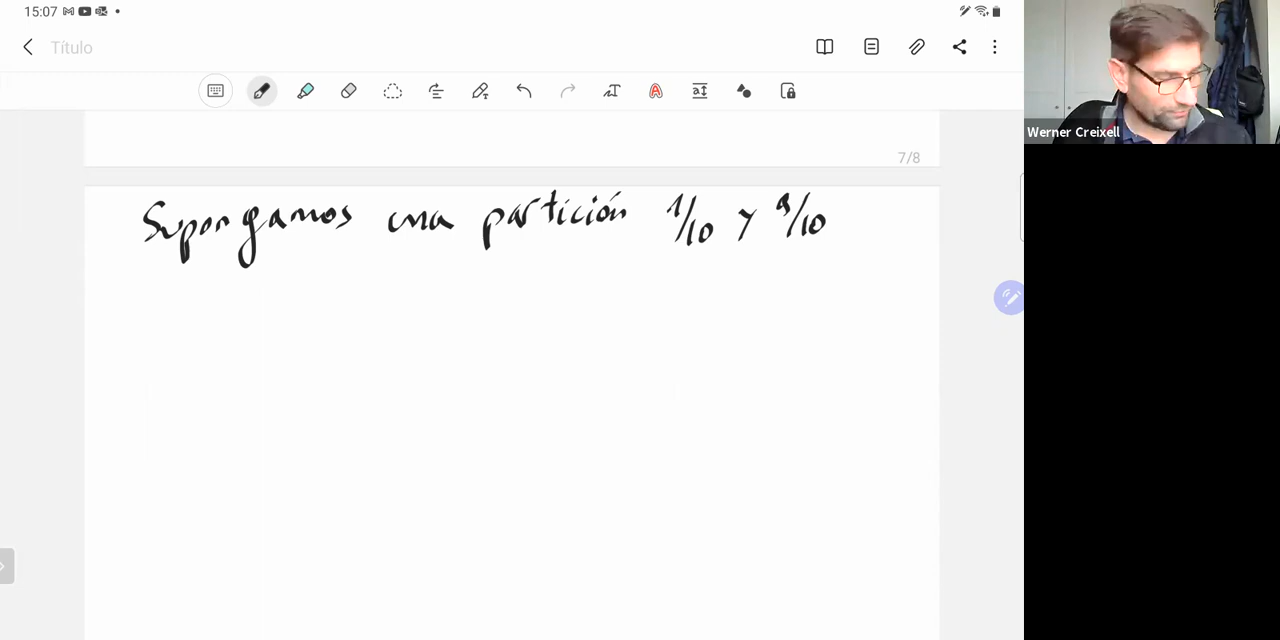 15:07
Título
7/8
Supongamos una partición 1/10 y 9/10
Werner Creixell